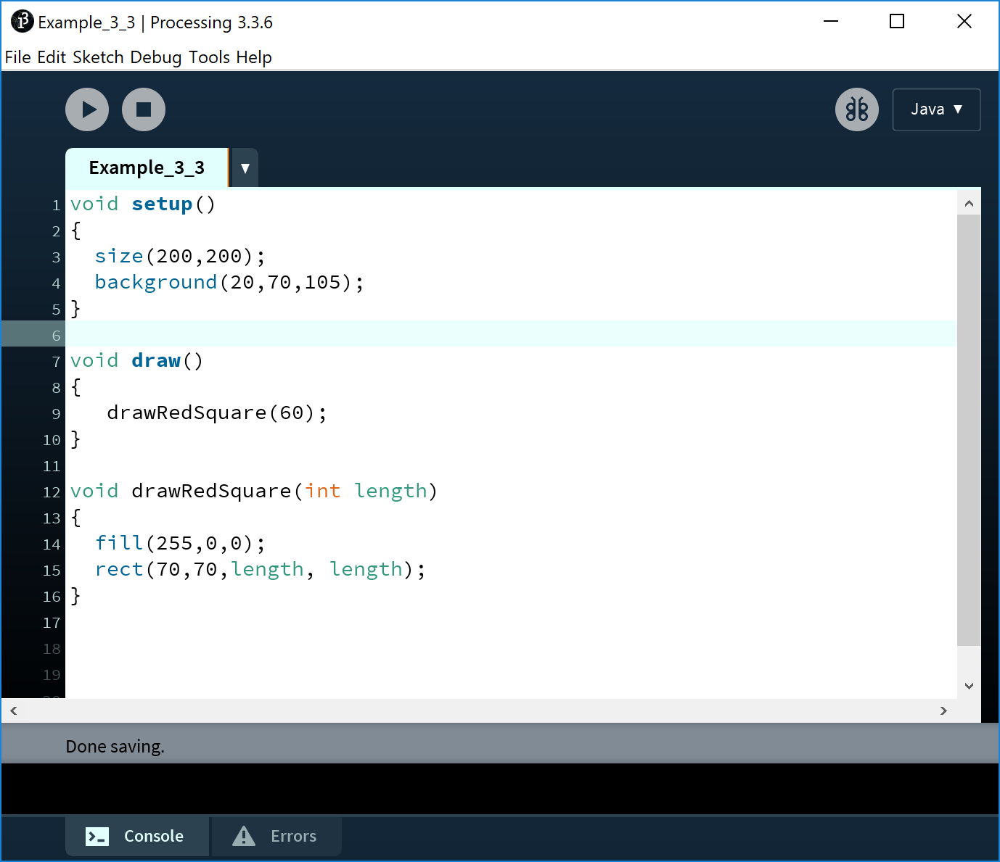 Example_3_3 | Processing 3.3.6
File Edit Sketch Debug Tools Help
Java ▼
Example_3_3 ▼
1 void setup()
2 {
3   size(200,200);
4   background(20,70,105);
5 }
6
7 void draw()
8 {
9    drawRedSquare(60);
10 }
11
12 void drawRedSquare(int length)
13 {
14   fill(255,0,0);
15   rect(70,70,length, length);
16 }
17
18
19
Done saving.
Console Errors